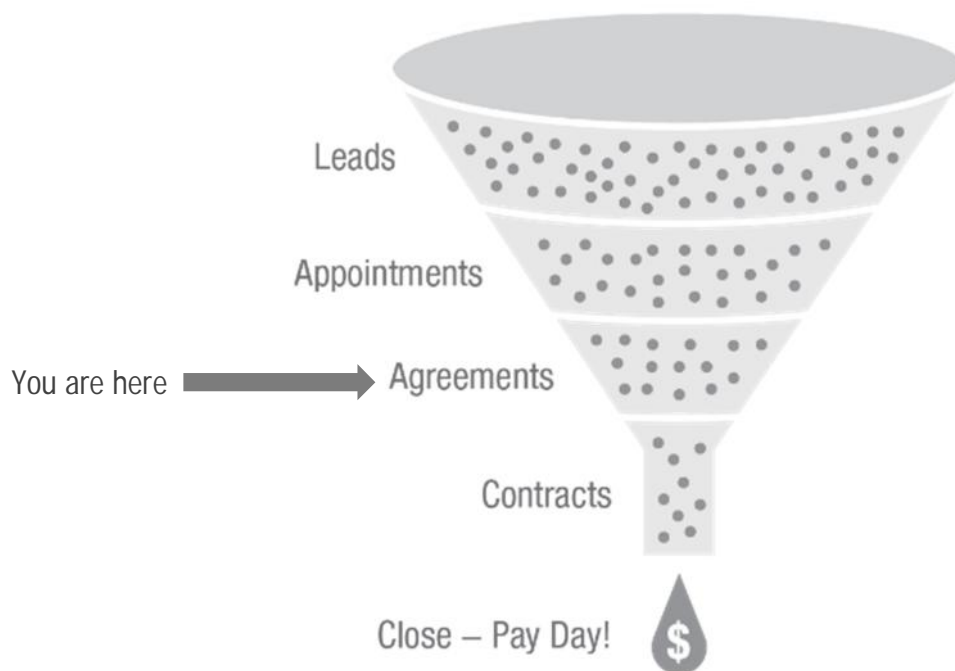 Leads
Appointments
You are here
Agreements
Contracts
Close – Pay Day!
$